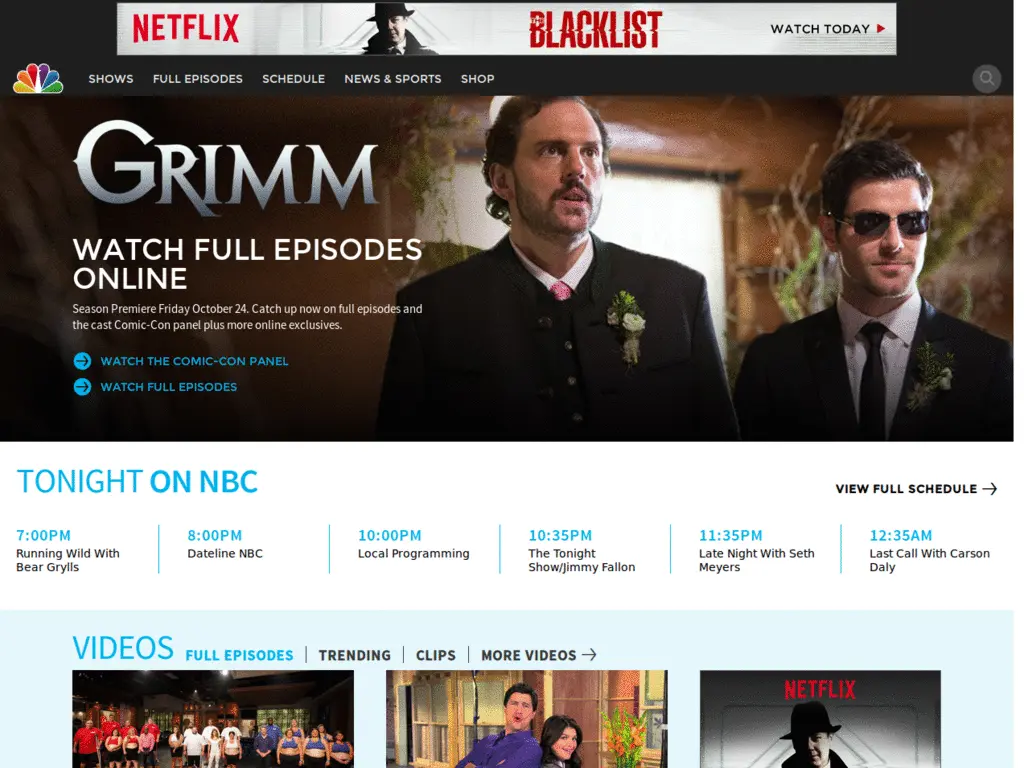 NETFLIX
THE BLACKLIST
WATCH TODAY
SHOWS FULL EPISODES SCHEDULE NEWS & SPORTS SHOP
GRIMM
WATCH FULL EPISODES
ONLINE
Season Premiere Friday October 24. Catch up now on full episodes and
the cast Comic-Con panel plus more online exclusives.
WATCH THE COMIC-CON PANEL
WATCH FULL EPISODES
TONIGHT ON NBC
VIEW FULL SCHEDULE
7:00PM
Running Wild With
Bear Grylls
8:00PM
Dateline NBC
10:00PM
Local Programming
10:35PM
The Tonight
Show/Jimmy Fallon
11:35PM
Late Night With Seth
Meyers
12:35AM
Last Call With Carson
Daly
VIDEOS FULL EPISODES TRENDING CLIPS MORE VIDEOS
NETFLIX